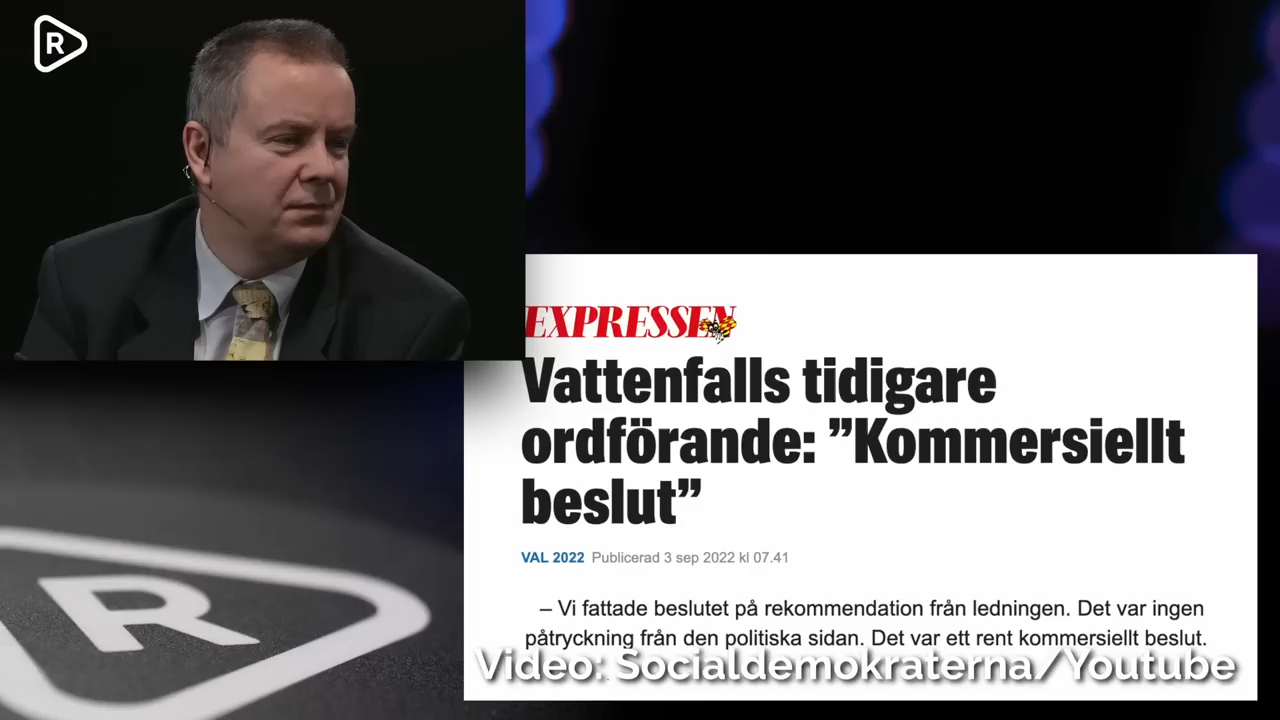 R
EXPRESSEN
Vattenfalls tidigare
ordförande: ”Kommersiellt
beslut”
VAL 2022 Publicerad 3 sep 2022 kl 07.41
– Vi fattade beslutet på rekommendation från ledningen. Det var ingen
påtryckning från den politiska sidan. Det var ett rent kommersiellt beslut.
Video: Socialdemokraterna/Youtube
R